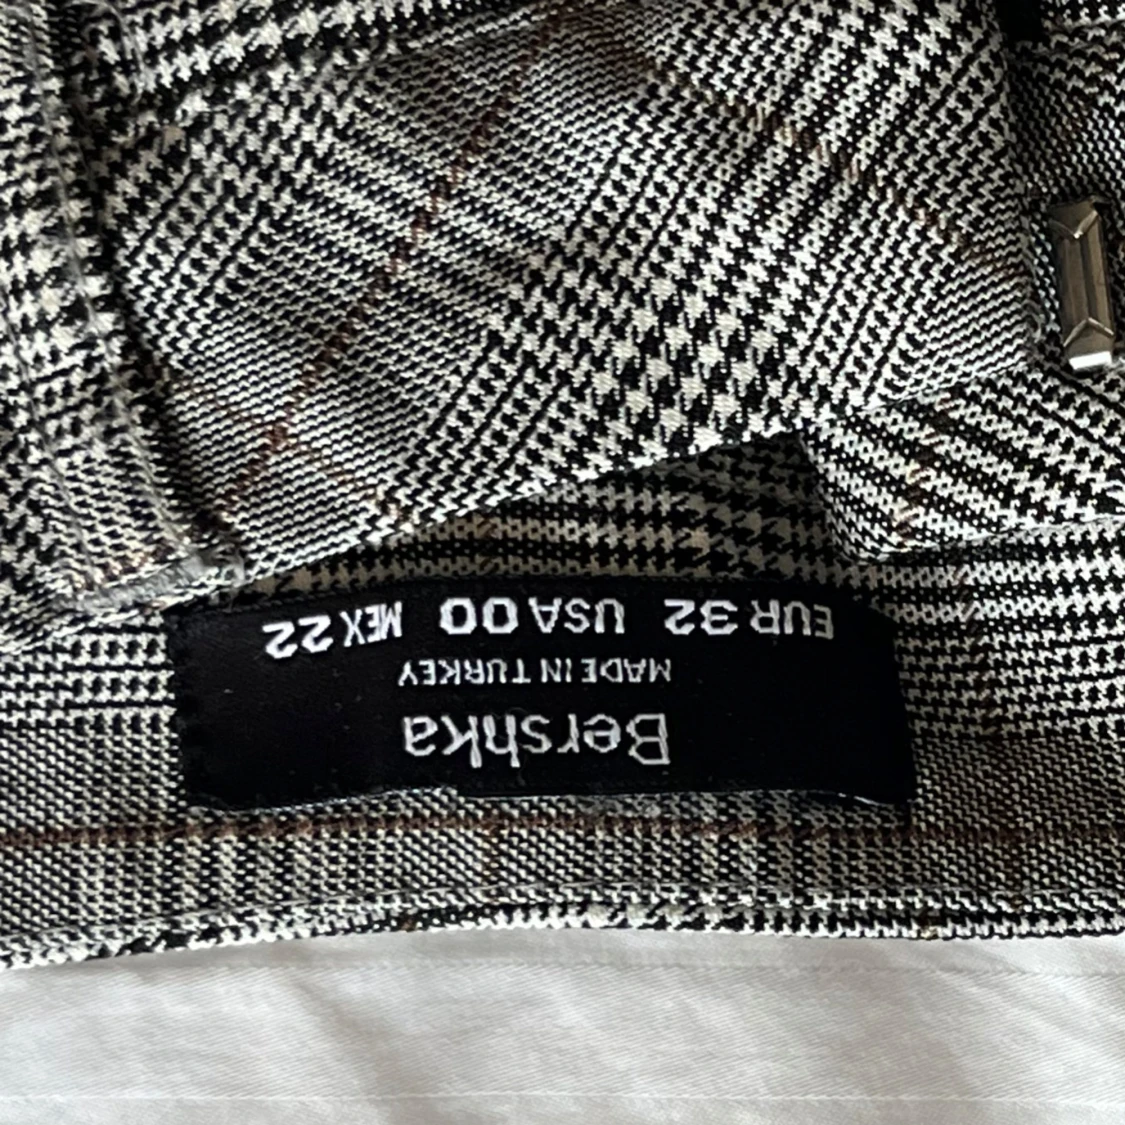 Bershka
MADE IN TURKEY
EUR 32 USA 00 MEX 22